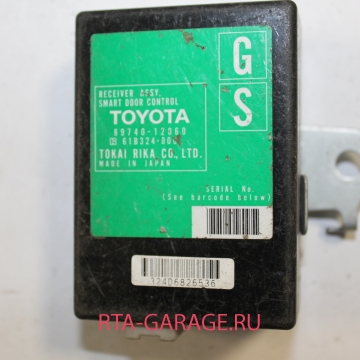 G
S
RECEIVER ASSY,
SMART DOOR CONTROL
TOYOTA
89740-12060
TOKAI RIKA CO., LTD.
MADE IN JAPAN
SERIAL No.
(See barcode below)
324D6826536
RTA-GARAGE.RU